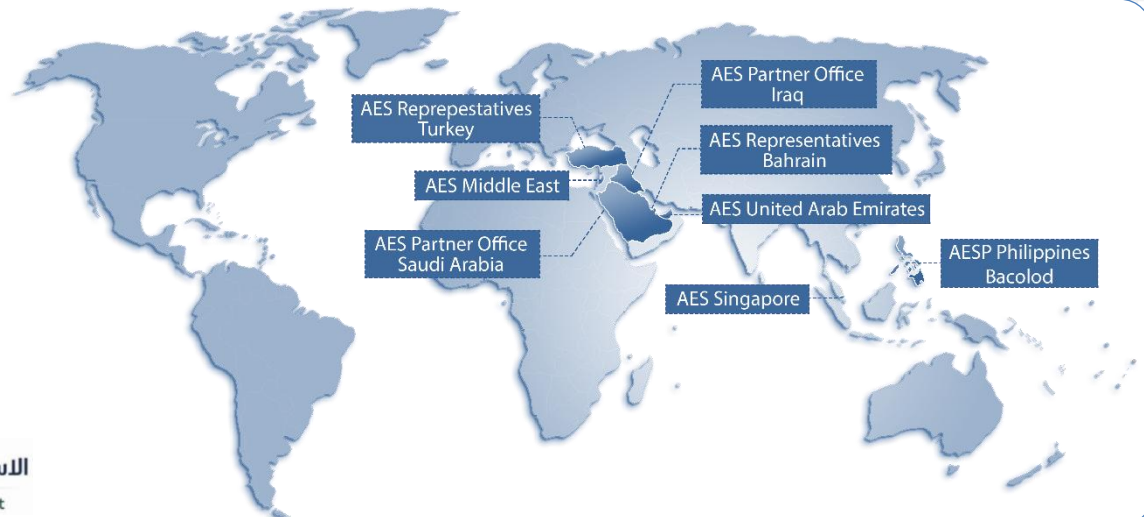 AES Partner Office
Iraq
AES Reprepestatives
Turkey
AES Representatives
Bahrain
AES Middle East
AES United Arab Emirates
AES Partner Office
Saudi Arabia
AESP Philippines
Bacolod
AES Singapore